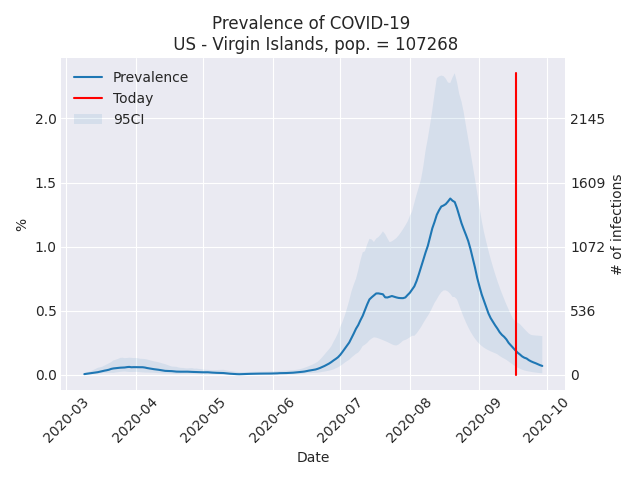 Prevalence of COVID-19
US - Virgin Islands, pop. = 107268
Prevalence
Today
95CI
%
2.0
1.5
1.0
0.5
0.0
2145
1609
1072
536
0
# of infections
2020-03
2020-04
2020-05
2020-06
2020-07
2020-08
2020-09
2020-10
Date